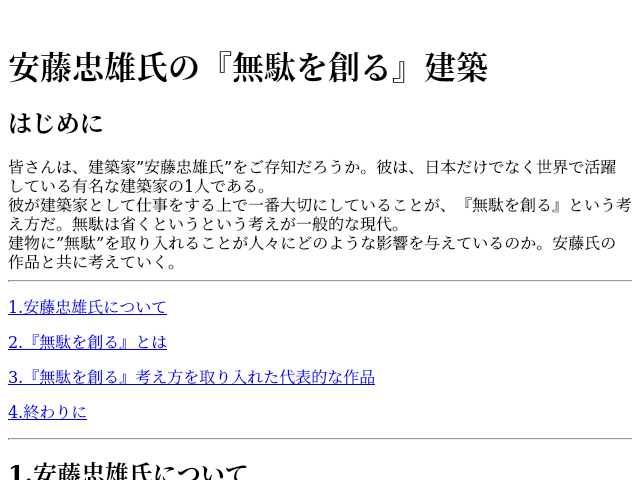 安藤忠雄氏の『無駄を創る』建築
はじめに
皆さんは、建築家”安藤忠雄氏”をご存知だろうか。彼は、日本だけでなく世界で活躍
している有名な建築家の1人である。
彼が建築家として仕事をする上で一番大切にしていることが、『無駄を創る』という考
え方だ。無駄は省くというという考えが一般的な現代。
建物に”無駄”を取り入れることが人々にどのような影響を与えているのか。安藤氏の
作品と共に考えていく。
1.安藤忠雄氏について
2.『無駄を創る』とは
3.『無駄を創る』考え方を取り入れた代表的な作品
4.終わりに
1.安藤忠雄氏について